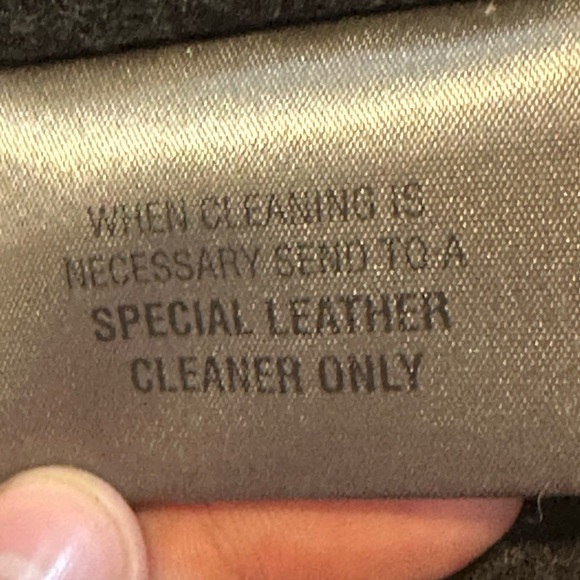 WHEN CLEANING IS
NECESSARY SEND TO A
SPECIAL LEATHER
CLEANER ONLY